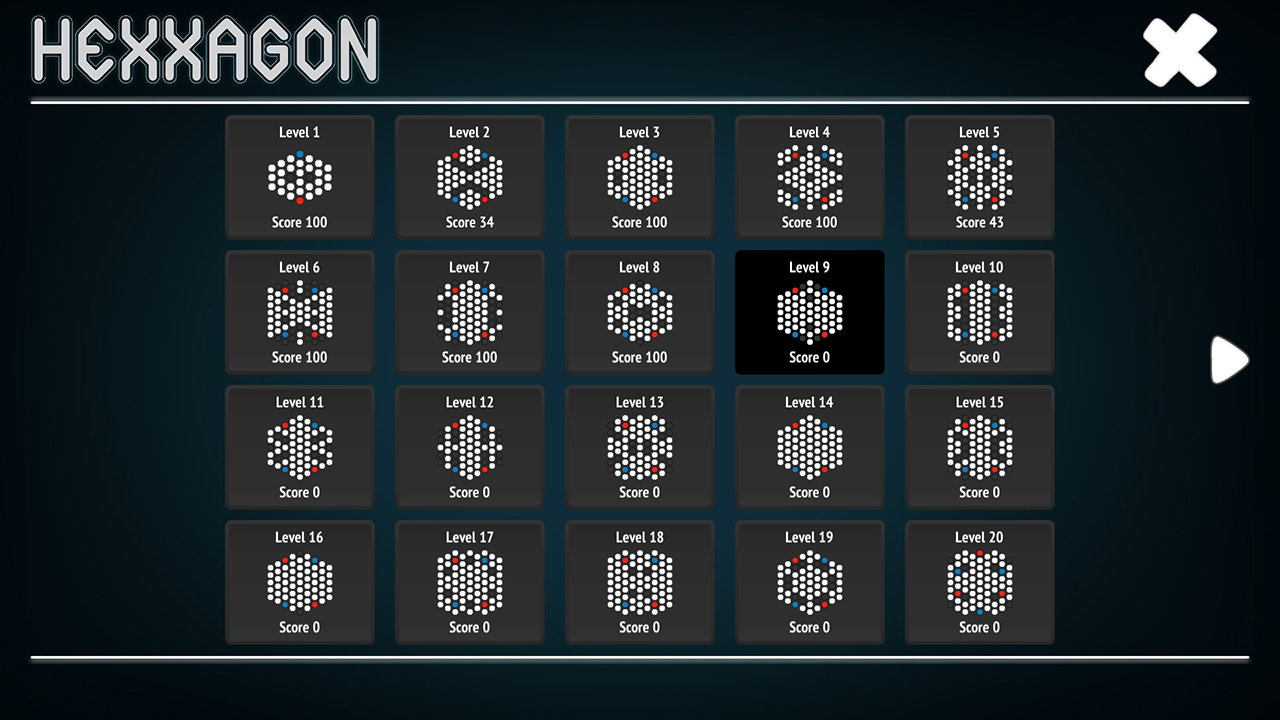 HEXXAGON
Level 1
Score 100
Level 2
Score 34
Level 3
Score 100
Level 4
Score 100
Level 5
Score 43
Level 6
Score 100
Level 7
Score 100
Level 8
Score 100
Level 9
Score 0
Level 10
Score 0
Level 11
Score 0
Level 12
Score 0
Level 13
Score 0
Level 14
Score 0
Level 15
Score 0
Level 16
Score 0
Level 17
Score 0
Level 18
Score 0
Level 19
Score 0
Level 20
Score 0